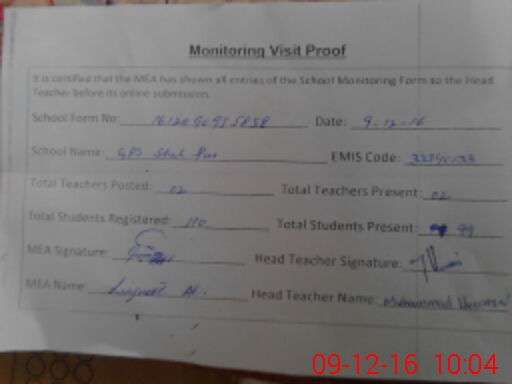 Monitoring Visit Proof
It is certified that the MEA has shown all entries of the School Monitoring Form to the Head
Teacher before its online submission.
School Form No Date: 9-12-16
School Name: GPS EMIS Code:
Total Teachers Posted: 02 Total Teachers Present: 02
Total Students Registered: 110 Total Students Present: 99
MEA Signature: Head Teacher Signature:
MEA Name: Head Teacher Name: Muhammad
09-12-16 10:04